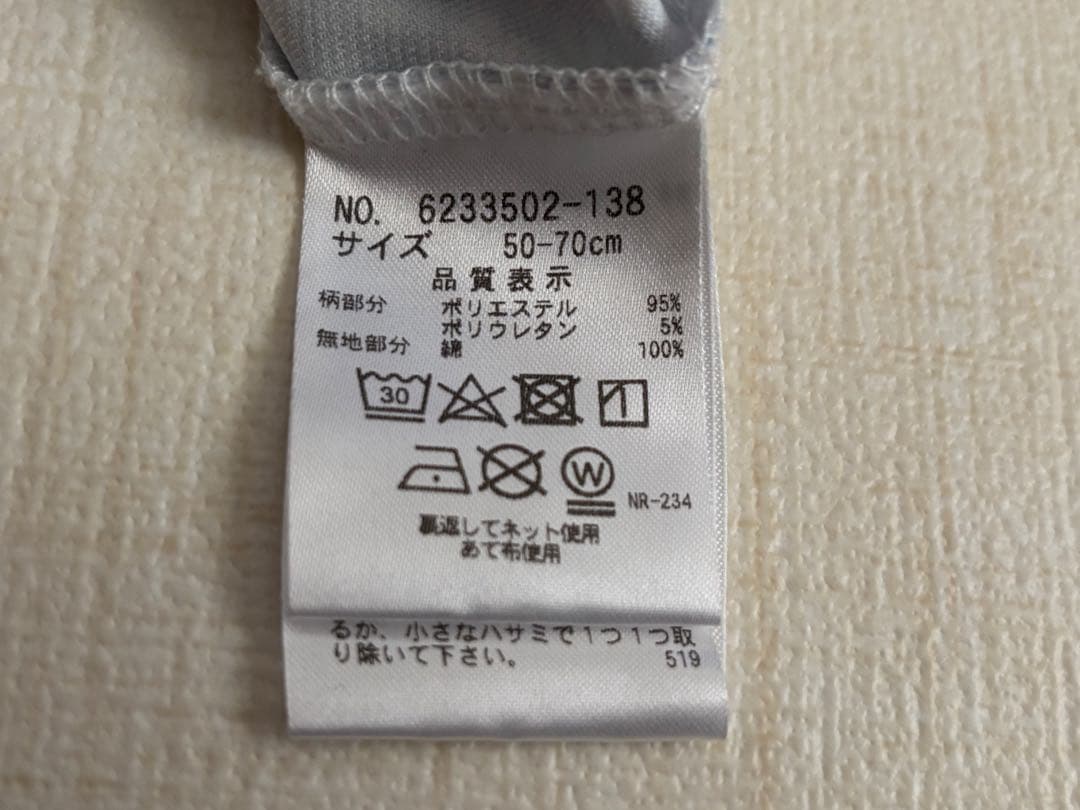 NO. 6233502-138
サイズ 50-70cm
品質表示
柄部分 ポリエステル 95%
ポリウレタン 5%
無地部分 綿 100%
30
W
NR-234
裏返してネット使用
あて布使用
るか、小さなハサミで1つ1つ取
り除いて下さい。
519